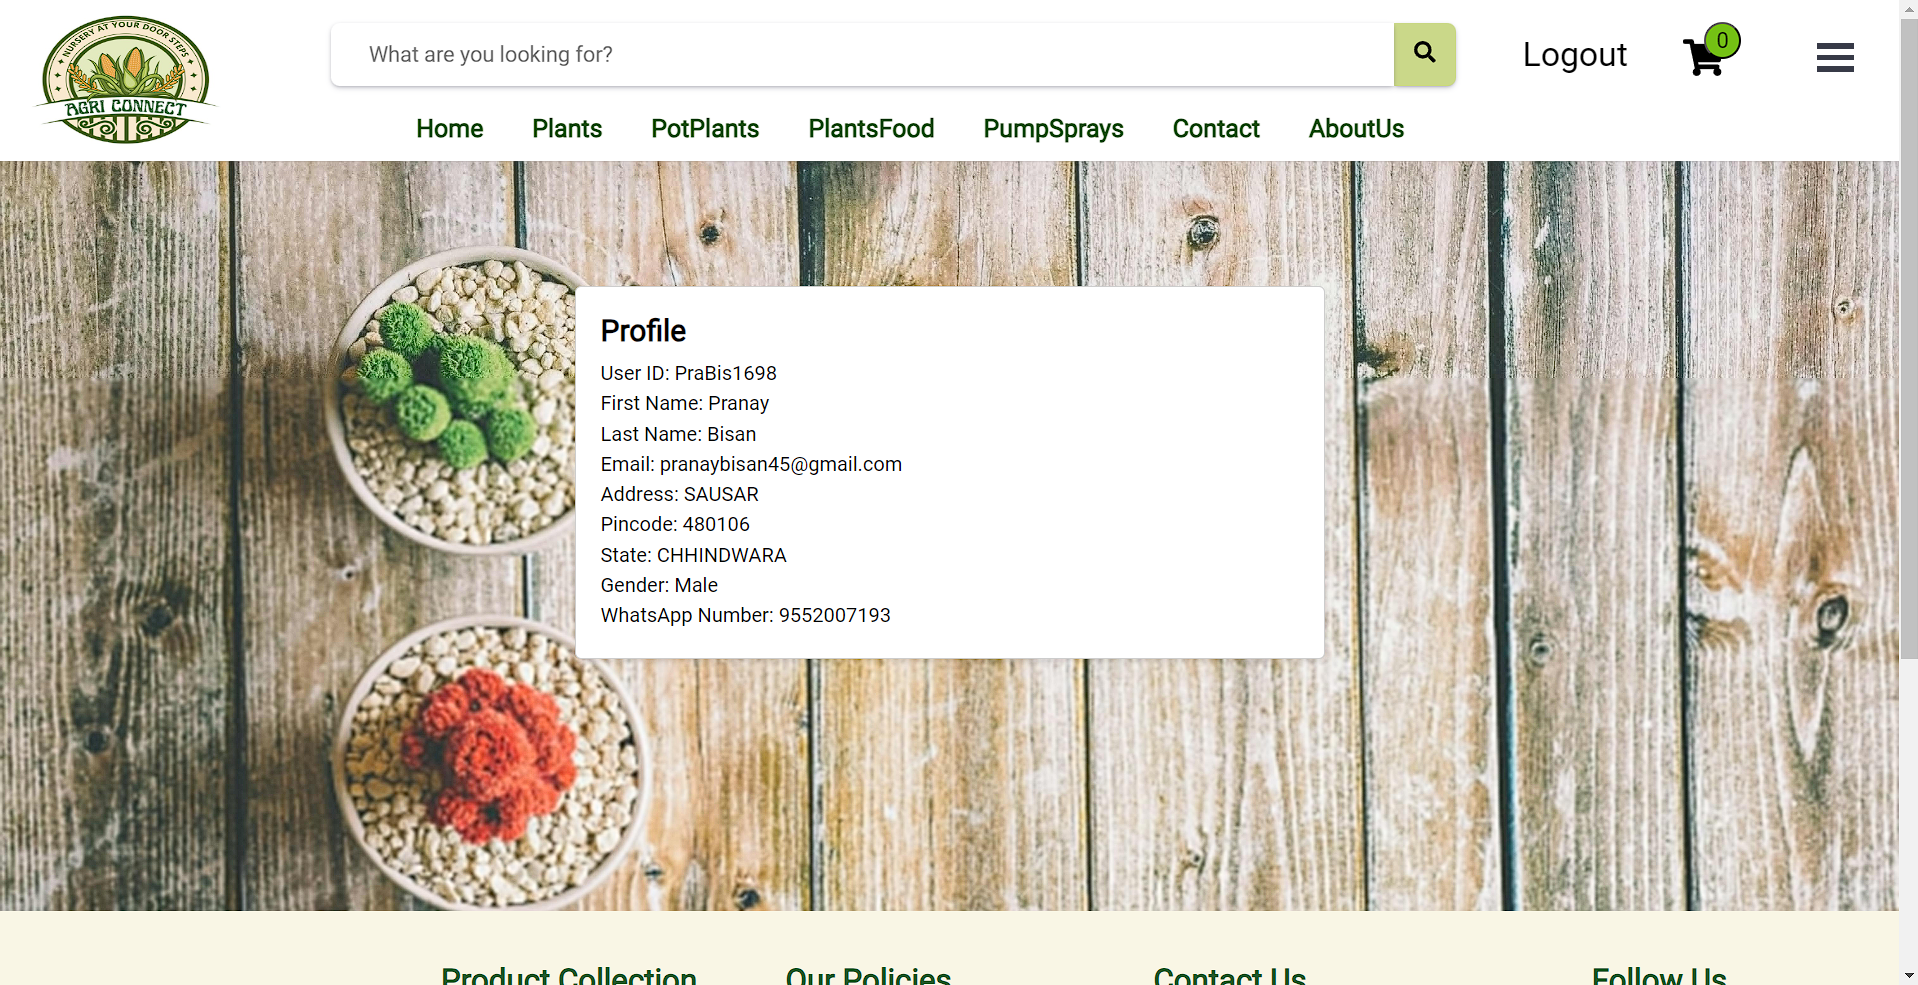 NURSERY AT YOUR DOOR STEPS
AGRI CONNECT
What are you looking for?
Logout
0
Home Plants PotPlants PlantsFood PumpSprays Contact AboutUs
Profile
User ID: PraBis1698
First Name: Pranay
Last Name: Bisan
Email: pranaybisan45@gmail.com
Address: SAUSAR
Pincode: 480106
State: CHHINDWARA
Gender: Male
WhatsApp Number: 9552007193
Product Collection Our Policies Contact Us Follow Us